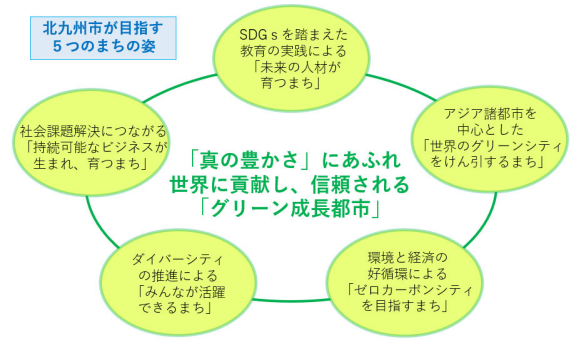 北九州市が目指す
５つのまちの姿
SDGｓを踏まえた
教育の実践による
「未来の人材が
育つまち」
アジア諸都市を
中心とした
「世界のグリーンシティ
をけん引するまち」
社会課題解決につながる
「持続可能なビジネスが
生まれ、育つまち」
「真の豊かさ」にあふれ
世界に貢献し、信頼される
「グリーン成長都市」
ダイバーシティ
の推進による
「みんなが活躍
できるまち」
環境と経済の
好循環による
「ゼロカーボンシティ
を目指すまち」